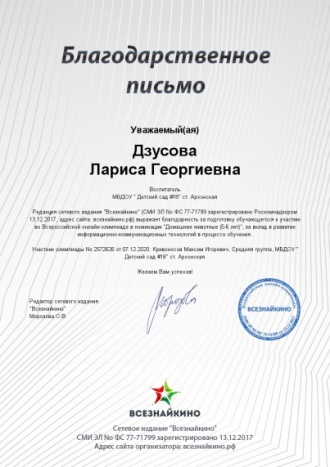 Благодарственное
письмо
Уважаемый(ая)
Дзусова
Лариса Георгиевна
Воспитатель
МБДОУ " Детский сад #18" ст. Архонская
Редакция сетевого издания "Всезнайкино" (СМИ ЭЛ No ФС 77-71799 зарегистрировано Роскомнадзором
13.12.2017, адрес сайта: всезнайкино.рф) выражает благодарность за подготовку обучающегося к участию
во Всероссийской онлайн-олимпиаде в номинации "Домашние животные (5-6 лет)", за вклад в развитие
информационно-коммуникационных технологий в процессе обучения.
Участник олимпиады No 2572826 от 07.12.2020: Кривоносов Максим Игоревич, Средняя группа, МБДОУ "
Детский сад #18" ст. Архонская
Желаем Вам успехов!
Редактор сетевого издания
"Всезнайкино"
О.В.
ВСЕЗНАЙКИНО
ВСЕЗНАЙКИНО
Сетевое издание "Всезнайкино"
СМИ ЭЛ No ФС 77-71799 зарегистрировано 13.12.2017
Адрес сайта организатора: всезнайкино.рф